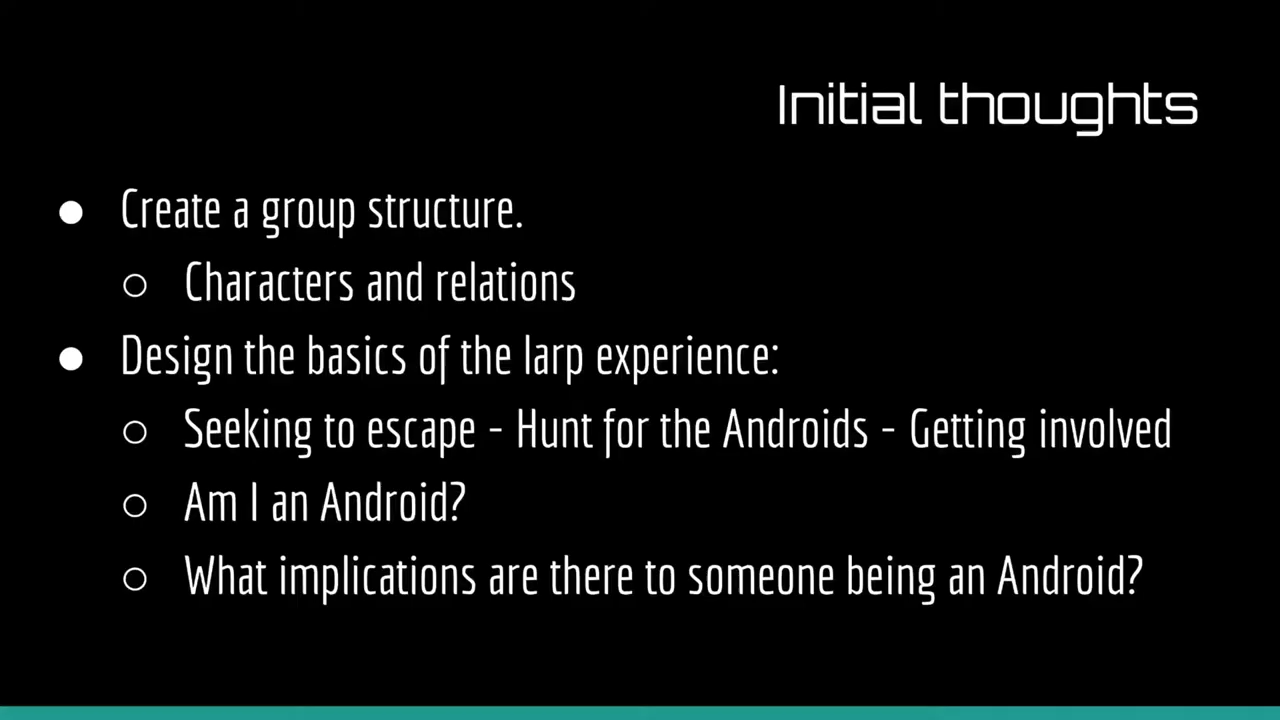 Initial thoughts
● Create a group structure.
○ Characters and relations
● Design the basics of the larp experience:
○ Seeking to escape - Hunt for the Androids - Getting involved
○ Am I an Android?
○ What implications are there to someone being an Android?